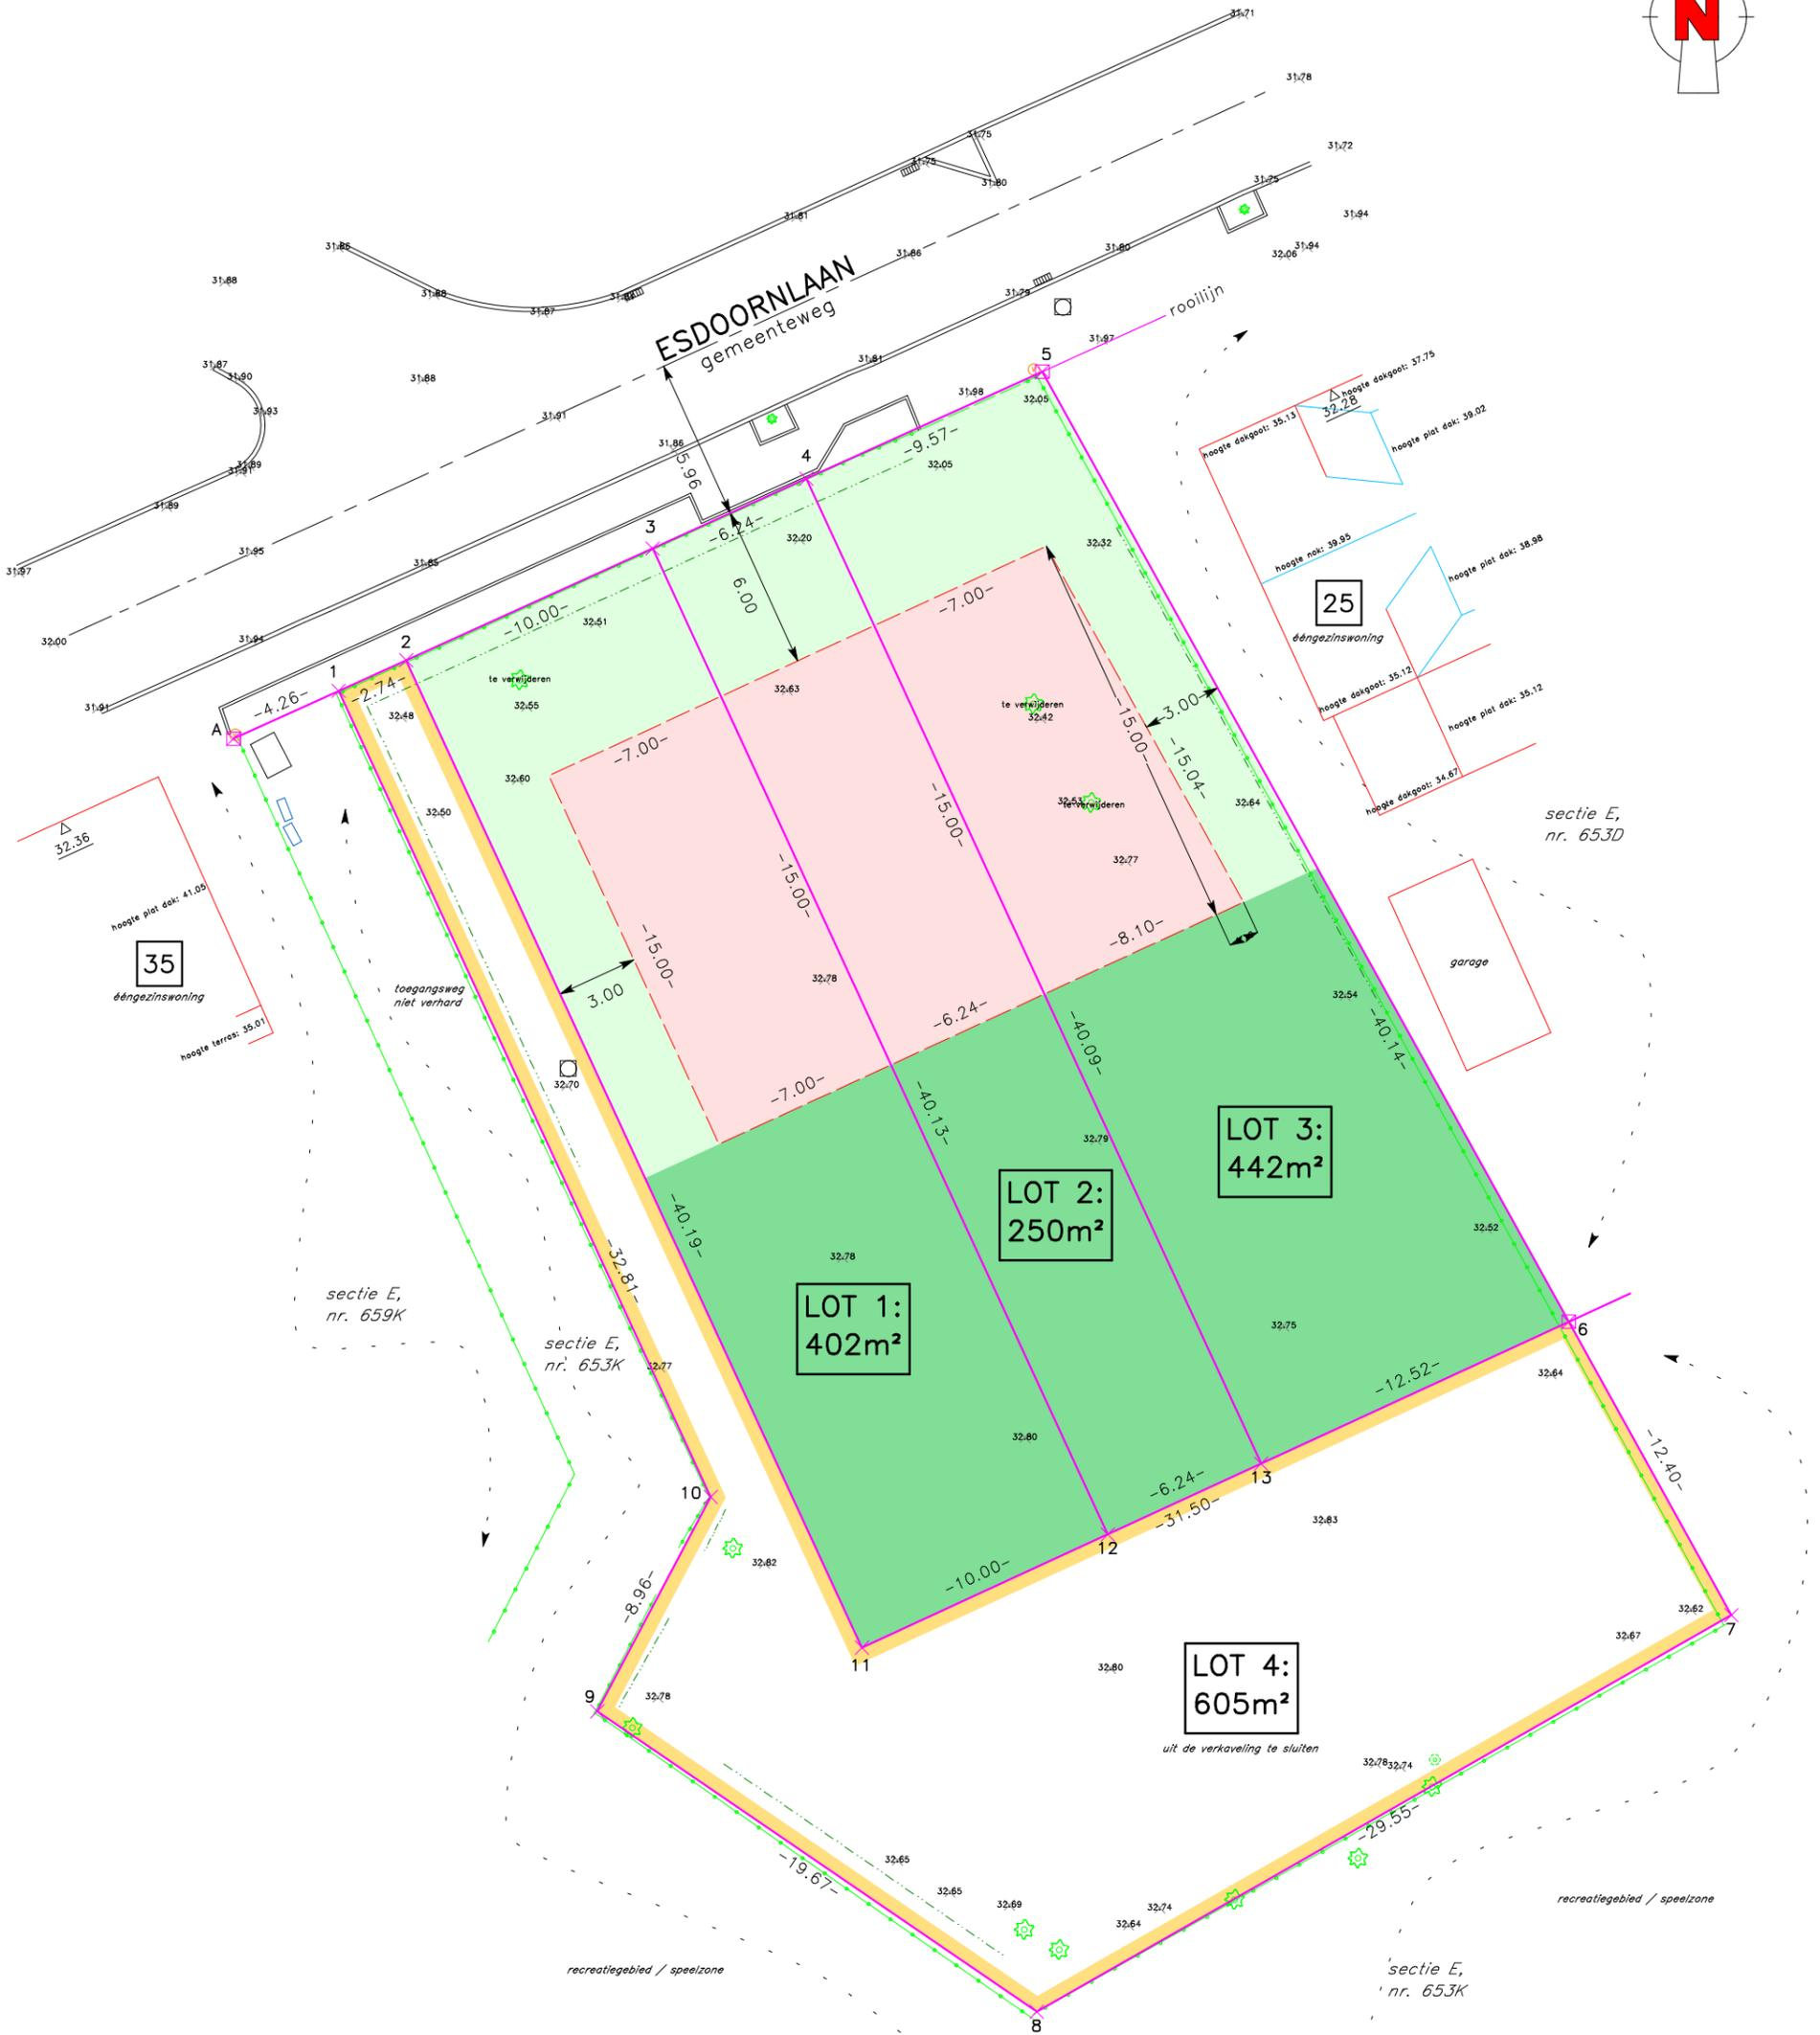 N
31.71
31.78
31.75
31.75
31.80
31.72
31.75
31.94
31.81
31.86
31.80
31.94
32.06
31.86
31.88
31.88
31.87
31.79
ESDOORNLAAN
gemeenteweg
rooilijn
31.97
31.87
31.90
31.88
31.93
31.91
31.81
31.98
5
32.05
hoogte dakgoot: 37.75
32.28
hoogte dakgoot: 35.13
hoogte plat dak: 39.02
31.86
5.96
-9.57-
32.05
4
31.89
31.91
31.89
31.95
31.85
3
-6.24-
32.20
32.32
hoogte nok: 39.95
hoogte plat dak: 38.98
25
ééngezinswoning
31.97
32.00
31.94
31.91
6.00
-7.00-
-10.00-
32.51
2
1
-2.74-
-4.26-
A
32.48
te verwijderen
32.55
32.63
te verwijderen
32.42
-3.00-
hoogte dakgoot: 35.12
hoogte plat dak: 35.12
hoogte dakgoot: 34.67
-7.00-
32.60
-15.00-
-15.04-
32.53
te verwijderen
32.64
32.50
-15.00-
-15.00-
32.77
32.36
hoogte plat dak: 41.05
35
ééngezinswoning
hoogte terras: 35.01
sectie E,
nr. 653D
garage
-8.10-
-15.00-
32.78
3.00
toegangsweg
niet verhard
-6.24-
32.54
-40.14-
-40.09-
32.70
-7.00-
-40.13-
32.79
LOT 3:
442m²
LOT 2:
250m²
-40.19-
32.52
32.78
-32.81-
LOT 1:
402m²
sectie E,
nr. 659K
sectie E,
nr. 653K
32.77
32.75
6
32.64
-12.52-
32.80
-12.40-
13
-6.24-
-31.50-
10
12
32.83
32.82
-10.00-
-8.96-
11
32.62
32.67
7
LOT 4:
605m²
uit de verkaveling te sluiten
32.80
9
32.78
32.78
32.74
-29.55-
-19.67-
32.65
32.65
32.69
32.74
32.64
recreatiegebied / speelzone
recreatiegebied / speelzone
sectie E,
nr. 653K
8